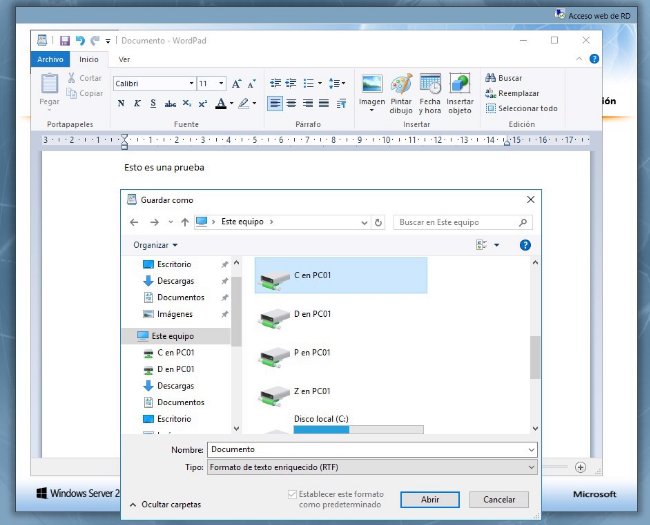 Acceso web de RD
Documento - WordPad
Archivo Inicio Ver
Pegar
Cortar
Copiar
Portapapeles
Calibri 11
N K S abc X₂ X² A
Fuente
Párrafo
Imagen
Pintar dibujo
Fecha y hora
Insertar objeto
Insertar
Buscar
Reemplazar
Seleccionar todo
Edición
ión
3 2 1 1 2 3 4 5 6 7 8 9 10 11 12 13 14 15 16 17
Esto es una prueba
Guardar como
Este equipo
Buscar en Este equipo
Organizar
Escritorio
Descargas
Documentos
Imágenes
Este equipo
C en PC01
D en PC01
Descargas
Documentos
Escritorio
C en PC01
D en PC01
P en PC01
Z en PC01
Disco local (C:)
Nombre: Documento
Tipo: Formato de texto enriquecido (RTF)
Ocultar carpetas
Establecer este formato
como predeterminado
Abrir
Cancelar
Windows Server 2
Microsoft